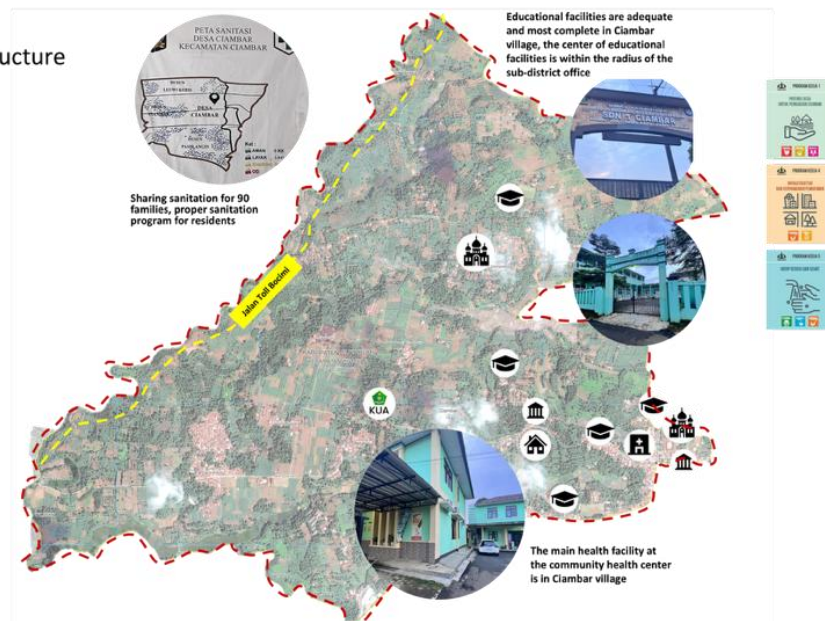 ucture
PETA SANITASI
DESA CIAMBAR
KECAMATAN CIAMBAR
DESA
CIAMBAR
Sharing sanitation for 90
families, proper sanitation
program for residents
Educational facilities are adequate
and most complete in Ciambar
village, the center of educational
facilities is within the radius of the
sub-district office
CIAMBAR
Jalan Toll Bocimi
KUA
The main health facility at
the community health center
is in Ciambar village